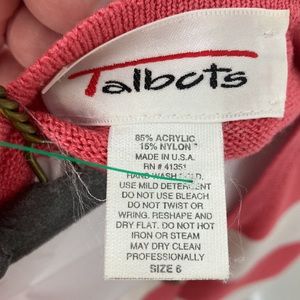 Talbots
85% ACRYLIC
15% NYLON
MADE IN U.S.A.
RN # 41351
HAND WASH COLD.
USE MILD DETERGENT
DO NOT USE BLEACH
DO NOT TWIST OR
WRING. RESHAPE AND
DRY FLAT. DO NOT HOT
IRON OR STEAM
MAY DRY CLEAN
PROFESSIONALLY
SIZE 6